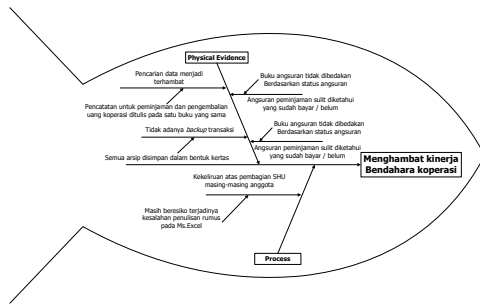 Physical Evidence
Pencarian data menjadi
terhambat
Buku angsuran tidak dibedakan
Berdasarkan status angsuran
Pencatatan untuk peminjaman dan pengembalian
uang koperasi ditulis pada satu buku yang sama
Angsuran peminjaman sulit diketahui
yang sudah bayar / belum
Tidak adanya backup transaksi
Buku angsuran tidak dibedakan
Berdasarkan status angsuran
Semua arsip disimpan dalam bentuk kertas
Angsuran peminjaman sulit diketahui
yang sudah bayar / belum
Menghambat kinerja
Bendahara koperasi
Kekeliruan atas pembagian SHU
masing-masing anggota
Masih beresiko terjadinya
kesalahan penulisan rumus
pada Ms.Excel
Process